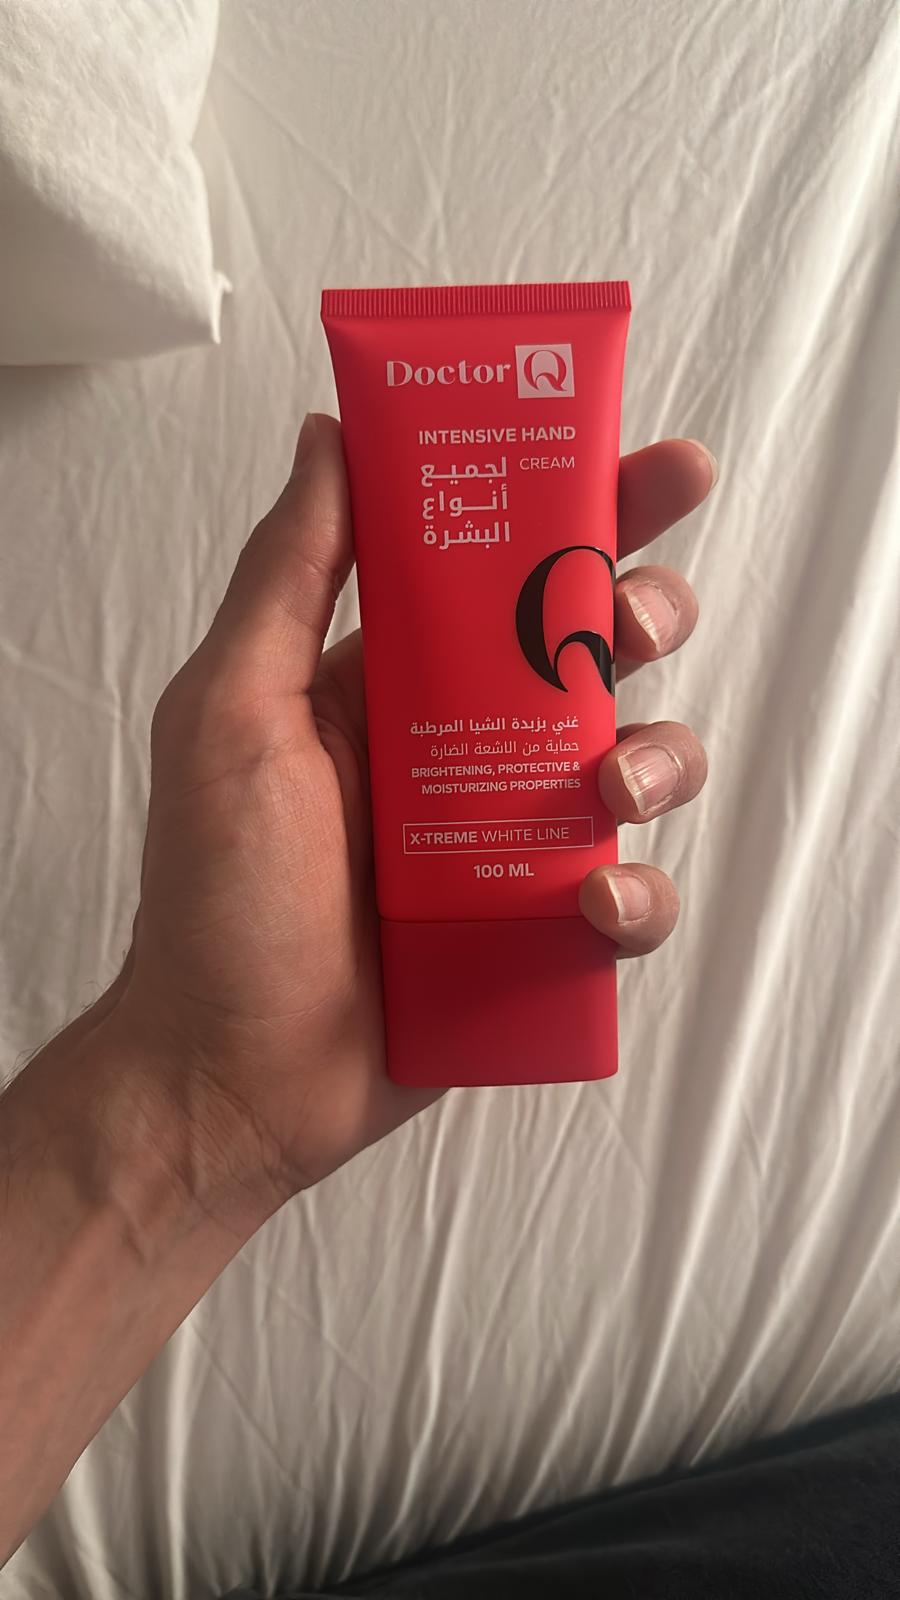 Doctor Q
INTENSIVE HAND
CREAM
لجميع
أنواع
البشرة
غني بزبدة الشيا المرطبة
حماية من الاشعة الضارة
BRIGHTENING, PROTECTIVE &
MOISTURIZING PROPERTIES
X-TREME WHITE LINE
100 ML